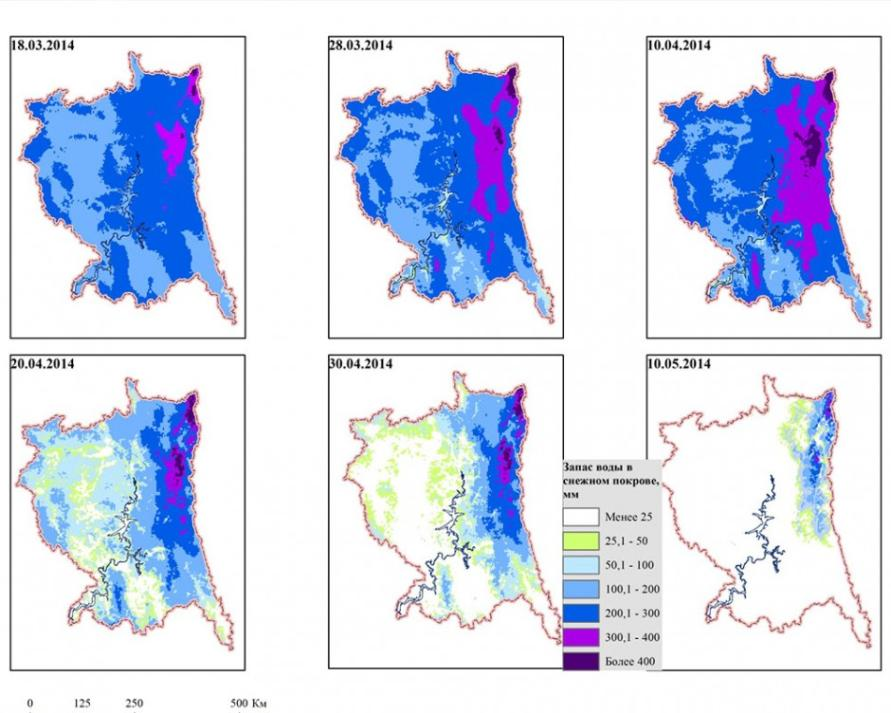 18.03.2014
28.03.2014
10.04.2014
20.04.2014
30.04.2014
10.05.2014
Запас воды в
снежном покрове,
мм
Менее 25
25,1 - 50
50,1 - 100
100,1 - 200
200,1 - 300
300,1 - 400
Более 400
0 125 250 500 Км